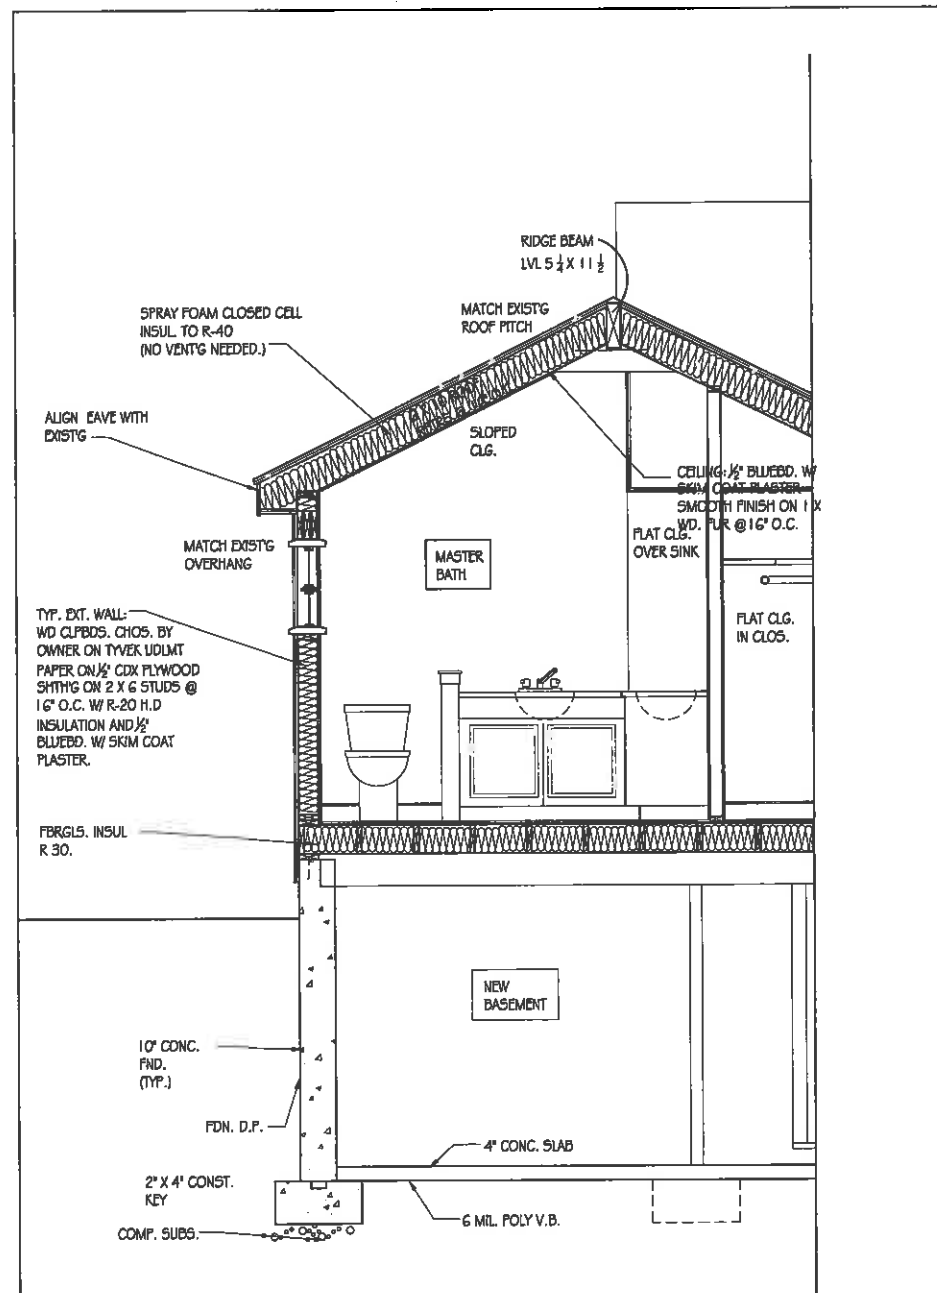 RIDGE BEAM
LVL 5 1/4 X 11 1/2
SPRAY FOAM CLOSED CELL
INSUL. TO R-40
(NO VENT'G NEEDED.)
MATCH EXIST'G
ROOF PITCH
ALIGN EAVE WITH
EXIST'G
SLOPED
CLG.
CEILING: 1/2" BLUEBD. W/
SKIM COAT PLASTER
SMOOTH FINISH ON 1 X
WD. FUR @ 16" O.C.
MATCH EXIST'G
OVERHANG
MASTER
BATH
FLAT CLG.
OVER SINK
TYP. EXT. WALL:
WD CLPBDS. CHOS. BY
OWNER ON TYVEK UDLMT
PAPER ON 1/2" CDX PLYWOOD
SHTH'G ON 2 X 6 STUDS @
16" O.C. W/ R-20 H.D
INSULATION AND 1/2"
BLUEBD. W/ SKIM COAT
PLASTER.
FLAT CLG.
IN CLOS.
FBRGLS. INSUL
R 30.
NEW
BASEMENT
10" CONC.
FND.
(TYP.)
FDN. D.P.
4" CONC. SLAB
2" X 4" CONST.
KEY
6 MIL. POLY V.B.
COMP. SUBS.